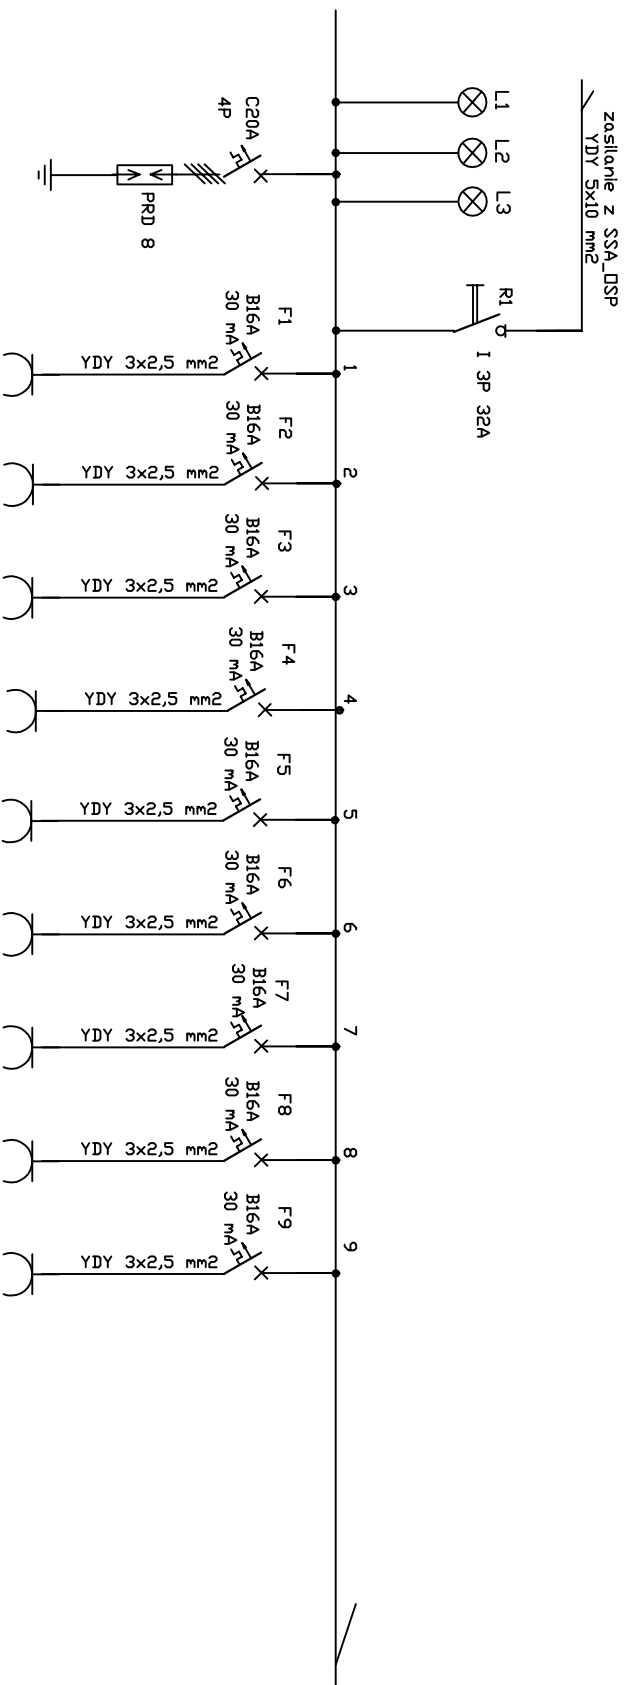 zasilanie z SSA_OSP
YDY 5x10 mm2
L1
L2
L3
R1
I 3P 32A
C20A
4P
PRD 8
1
F1
B16A
30 mA
YDY 3x2,5 mm2
2
F2
B16A
30 mA
YDY 3x2,5 mm2
3
F3
B16A
30 mA
YDY 3x2,5 mm2
4
F4
B16A
30 mA
YDY 3x2,5 mm2
5
F5
B16A
30 mA
YDY 3x2,5 mm2
6
F6
B16A
30 mA
YDY 3x2,5 mm2
7
F7
B16A
30 mA
YDY 3x2,5 mm2
8
F8
B16A
30 mA
YDY 3x2,5 mm2
9
F9
B16A
30 mA
YDY 3x2,5 mm2